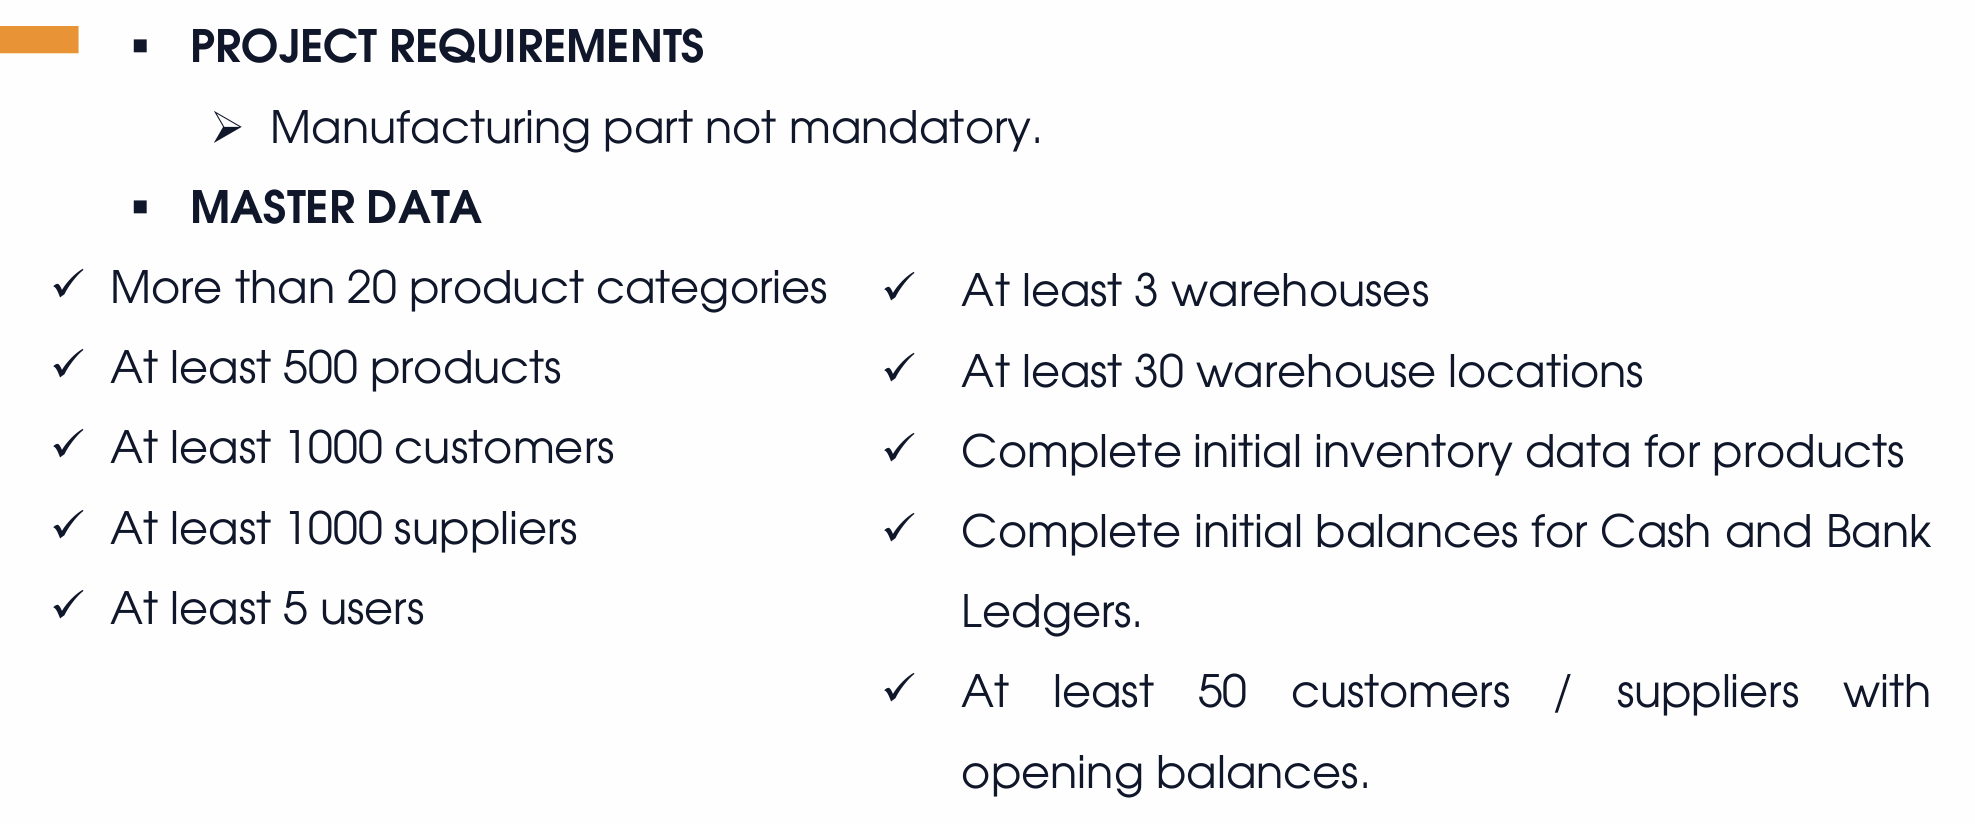 ▪ PROJECT REQUIREMENTS
➢ Manufacturing part not mandatory.
▪ MASTER DATA
✓ More than 20 product categories
✓ At least 500 products
✓ At least 1000 customers
✓ At least 1000 suppliers
✓ At least 5 users
✓ At least 3 warehouses
✓ At least 30 warehouse locations
✓ Complete initial inventory data for products
✓ Complete initial balances for Cash and Bank
Ledgers.
✓ At least 50 customers / suppliers with
opening balances.